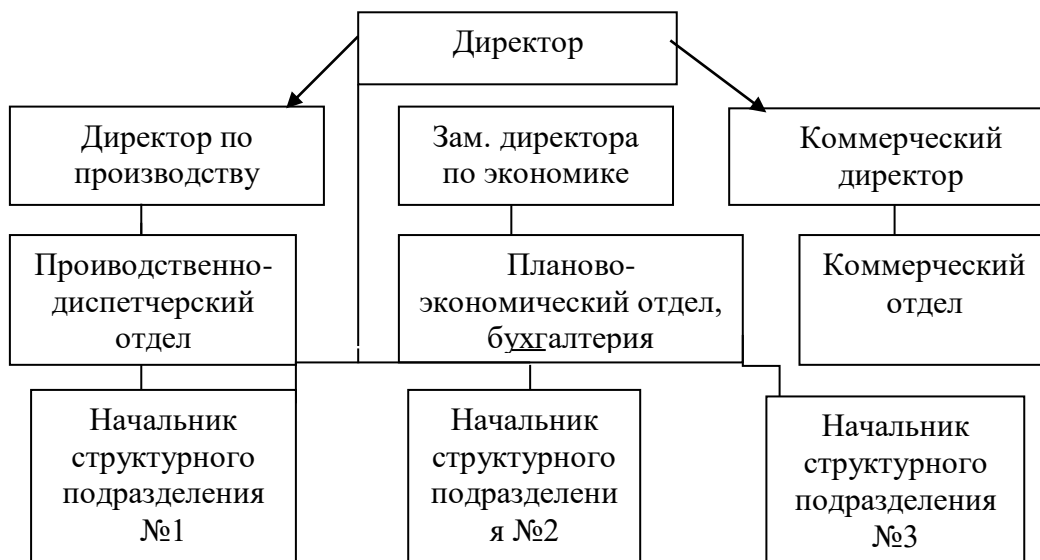 Директор
Директор по
производству
Зам. директора
по экономике
Коммерческий
директор
Проиводственно-
диспетчерский
отдел
Планово-
экономический отдел,
бухгалтерия
Коммерческий
отдел
Начальник
структурного
подразделения
№1
Начальник
структурного
подразделени
я №2
Начальник
структурного
подразделения
№3